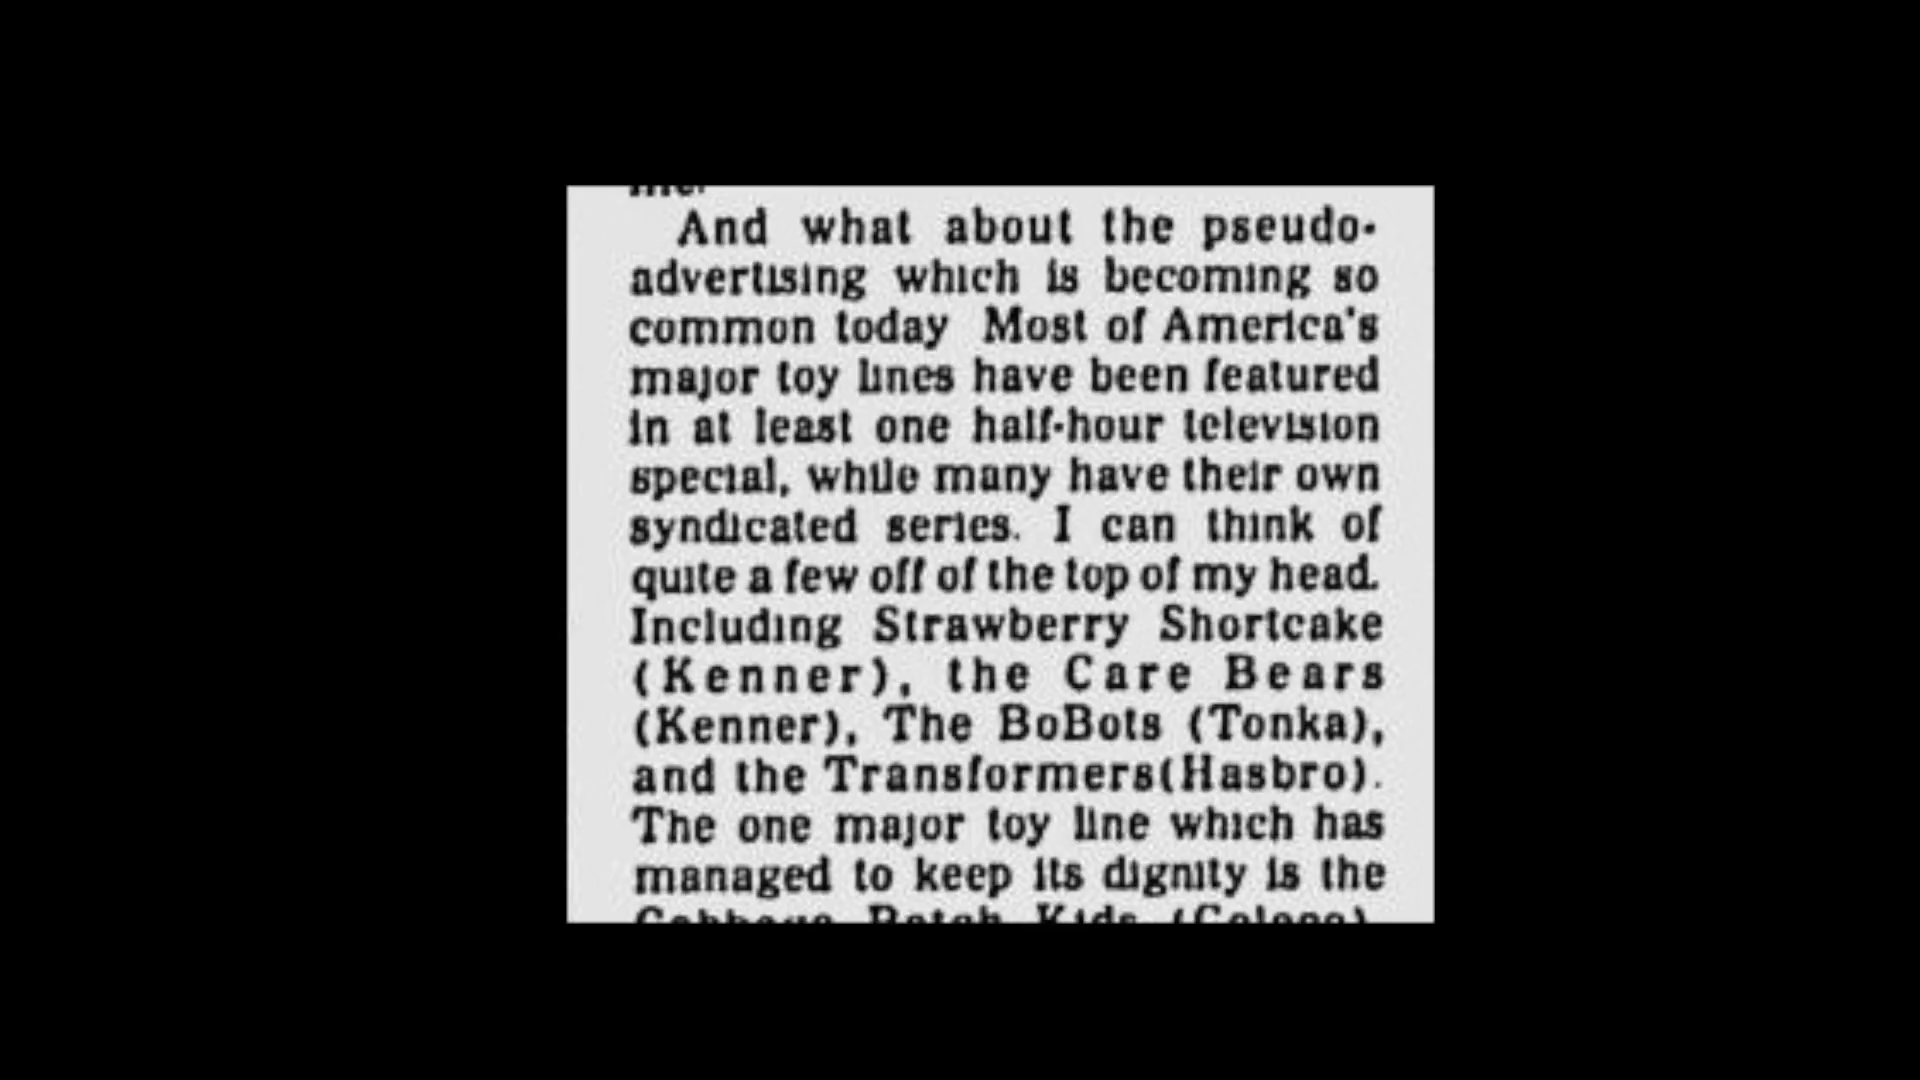 And what about the pseudo-
advertising which is becoming so
common today Most of America's
major toy lines have been featured
in at least one half-hour television
special, while many have their own
syndicated series. I can think of
quite a few off of the top of my head.
Including Strawberry Shortcake
(Kenner), the Care Bears
(Kenner), The BoBots (Tonka),
and the Transformers(Hasbro).
The one major toy line which has
managed to keep its dignity is the
Cabbage Patch Kids (Coleco),